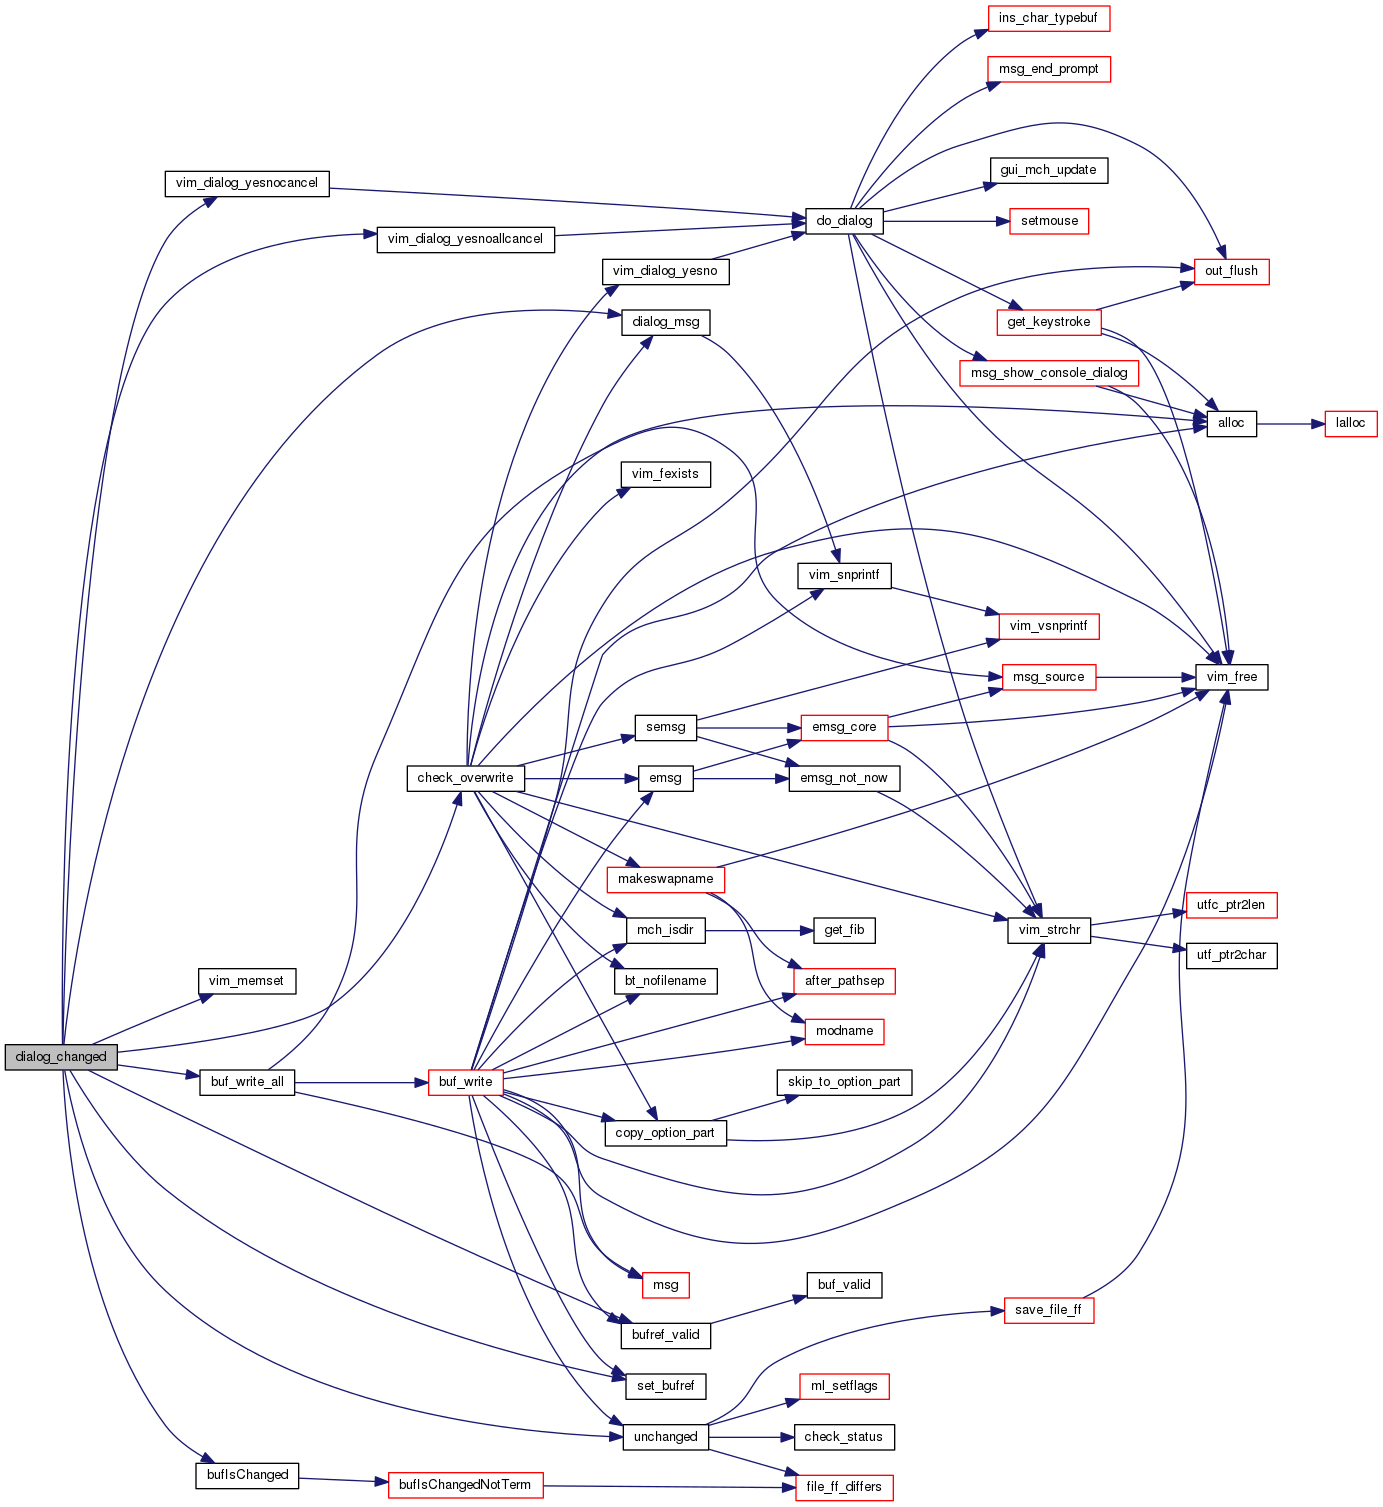 ins_char_typebuf
msg_end_prompt
gui_mch_update
vim_dialog_yesnocancel
do_dialog
setmouse
vim_dialog_yesnoallcancel
vim_dialog_yesno
out_flush
dialog_msg
get_keystroke
msg_show_console_dialog
alloc
lalloc
vim_fexists
vim_snprintf
vim_vsnprintf
msg_source
vim_free
semsg
emsg_core
check_overwrite
emsg
emsg_not_now
makeswapname
utfc_ptr2len
mch_isdir
get_fib
vim_strchr
utf_ptr2char
vim_memset
bt_nofilename
after_pathsep
modname
dialog_changed
buf_write_all
buf_write
skip_to_option_part
copy_option_part
msg
buf_valid
save_file_ff
bufref_valid
set_bufref
ml_setflags
unchanged
check_status
bufIsChanged
bufIsChangedNotTerm
file_ff_differs